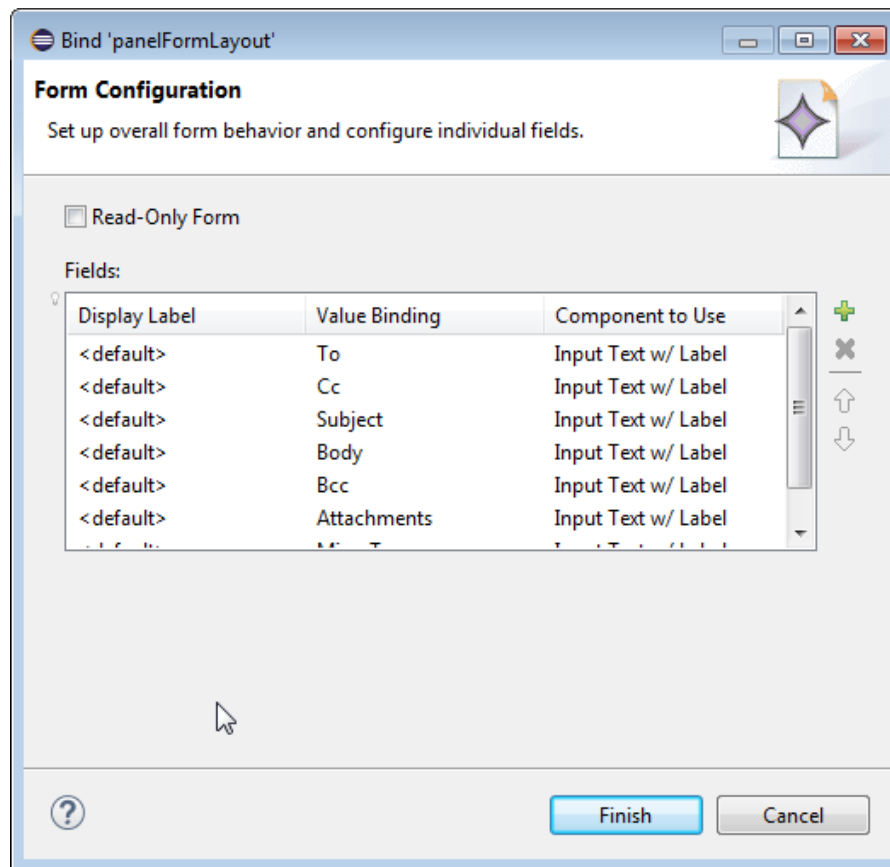 Bind 'panelFormLayout'
Form Configuration
Set up overall form behavior and configure individual fields.
Read-Only Form
Fields:
Display Label Value Binding Component to Use
<default> To Input Text w/ Label
<default> Cc Input Text w/ Label
<default> Subject Input Text w/ Label
<default> Body Input Text w/ Label
<default> Bcc Input Text w/ Label
<default> Attachments Input Text w/ Label
Finish Cancel